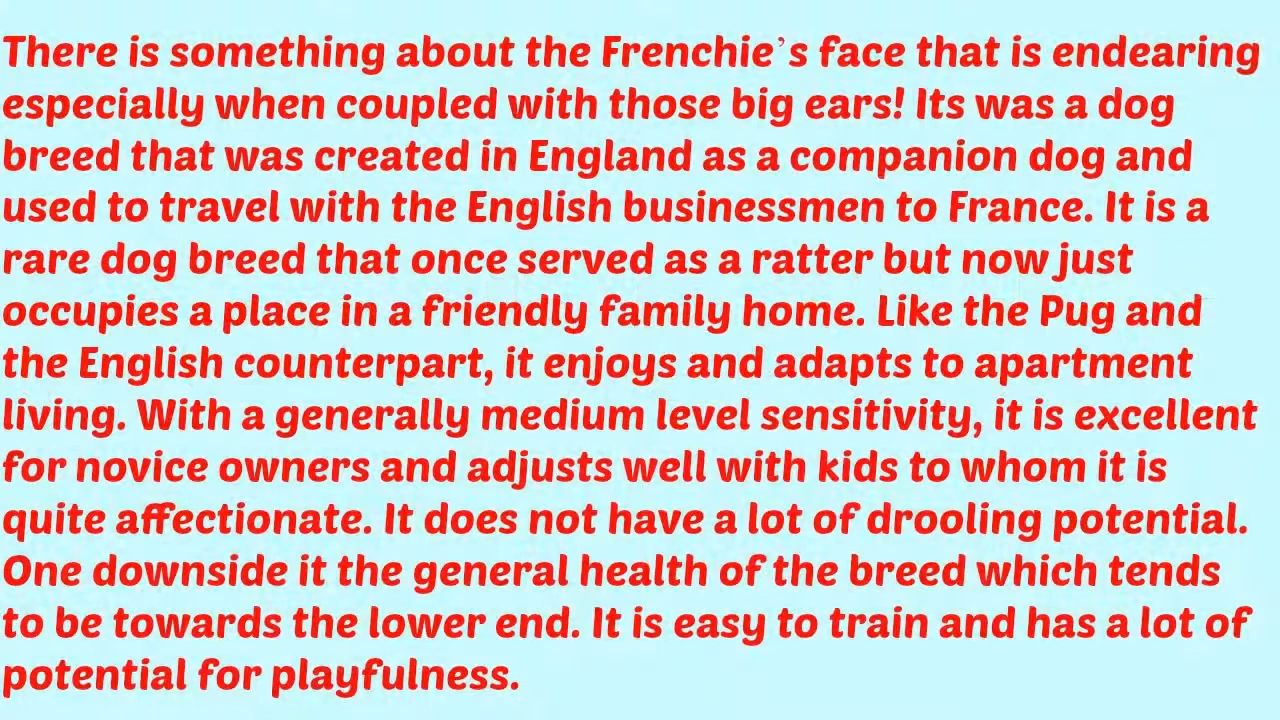 There is something about the Frenchie’s face that is endearing
especially when coupled with those big ears! Its was a dog
breed that was created in England as a companion dog and
used to travel with the English businessmen to France. It is a
rare dog breed that once served as a ratter but now just
occupies a place in a friendly family home. Like the Pug and
the English counterpart, it enjoys and adapts to apartment
living. With a generally medium level sensitivity, it is excellent
for novice owners and adjusts well with kids to whom it is
quite affectionate. It does not have a lot of drooling potential.
One downside it the general health of the breed which tends
to be towards the lower end. It is easy to train and has a lot of
potential for playfulness.